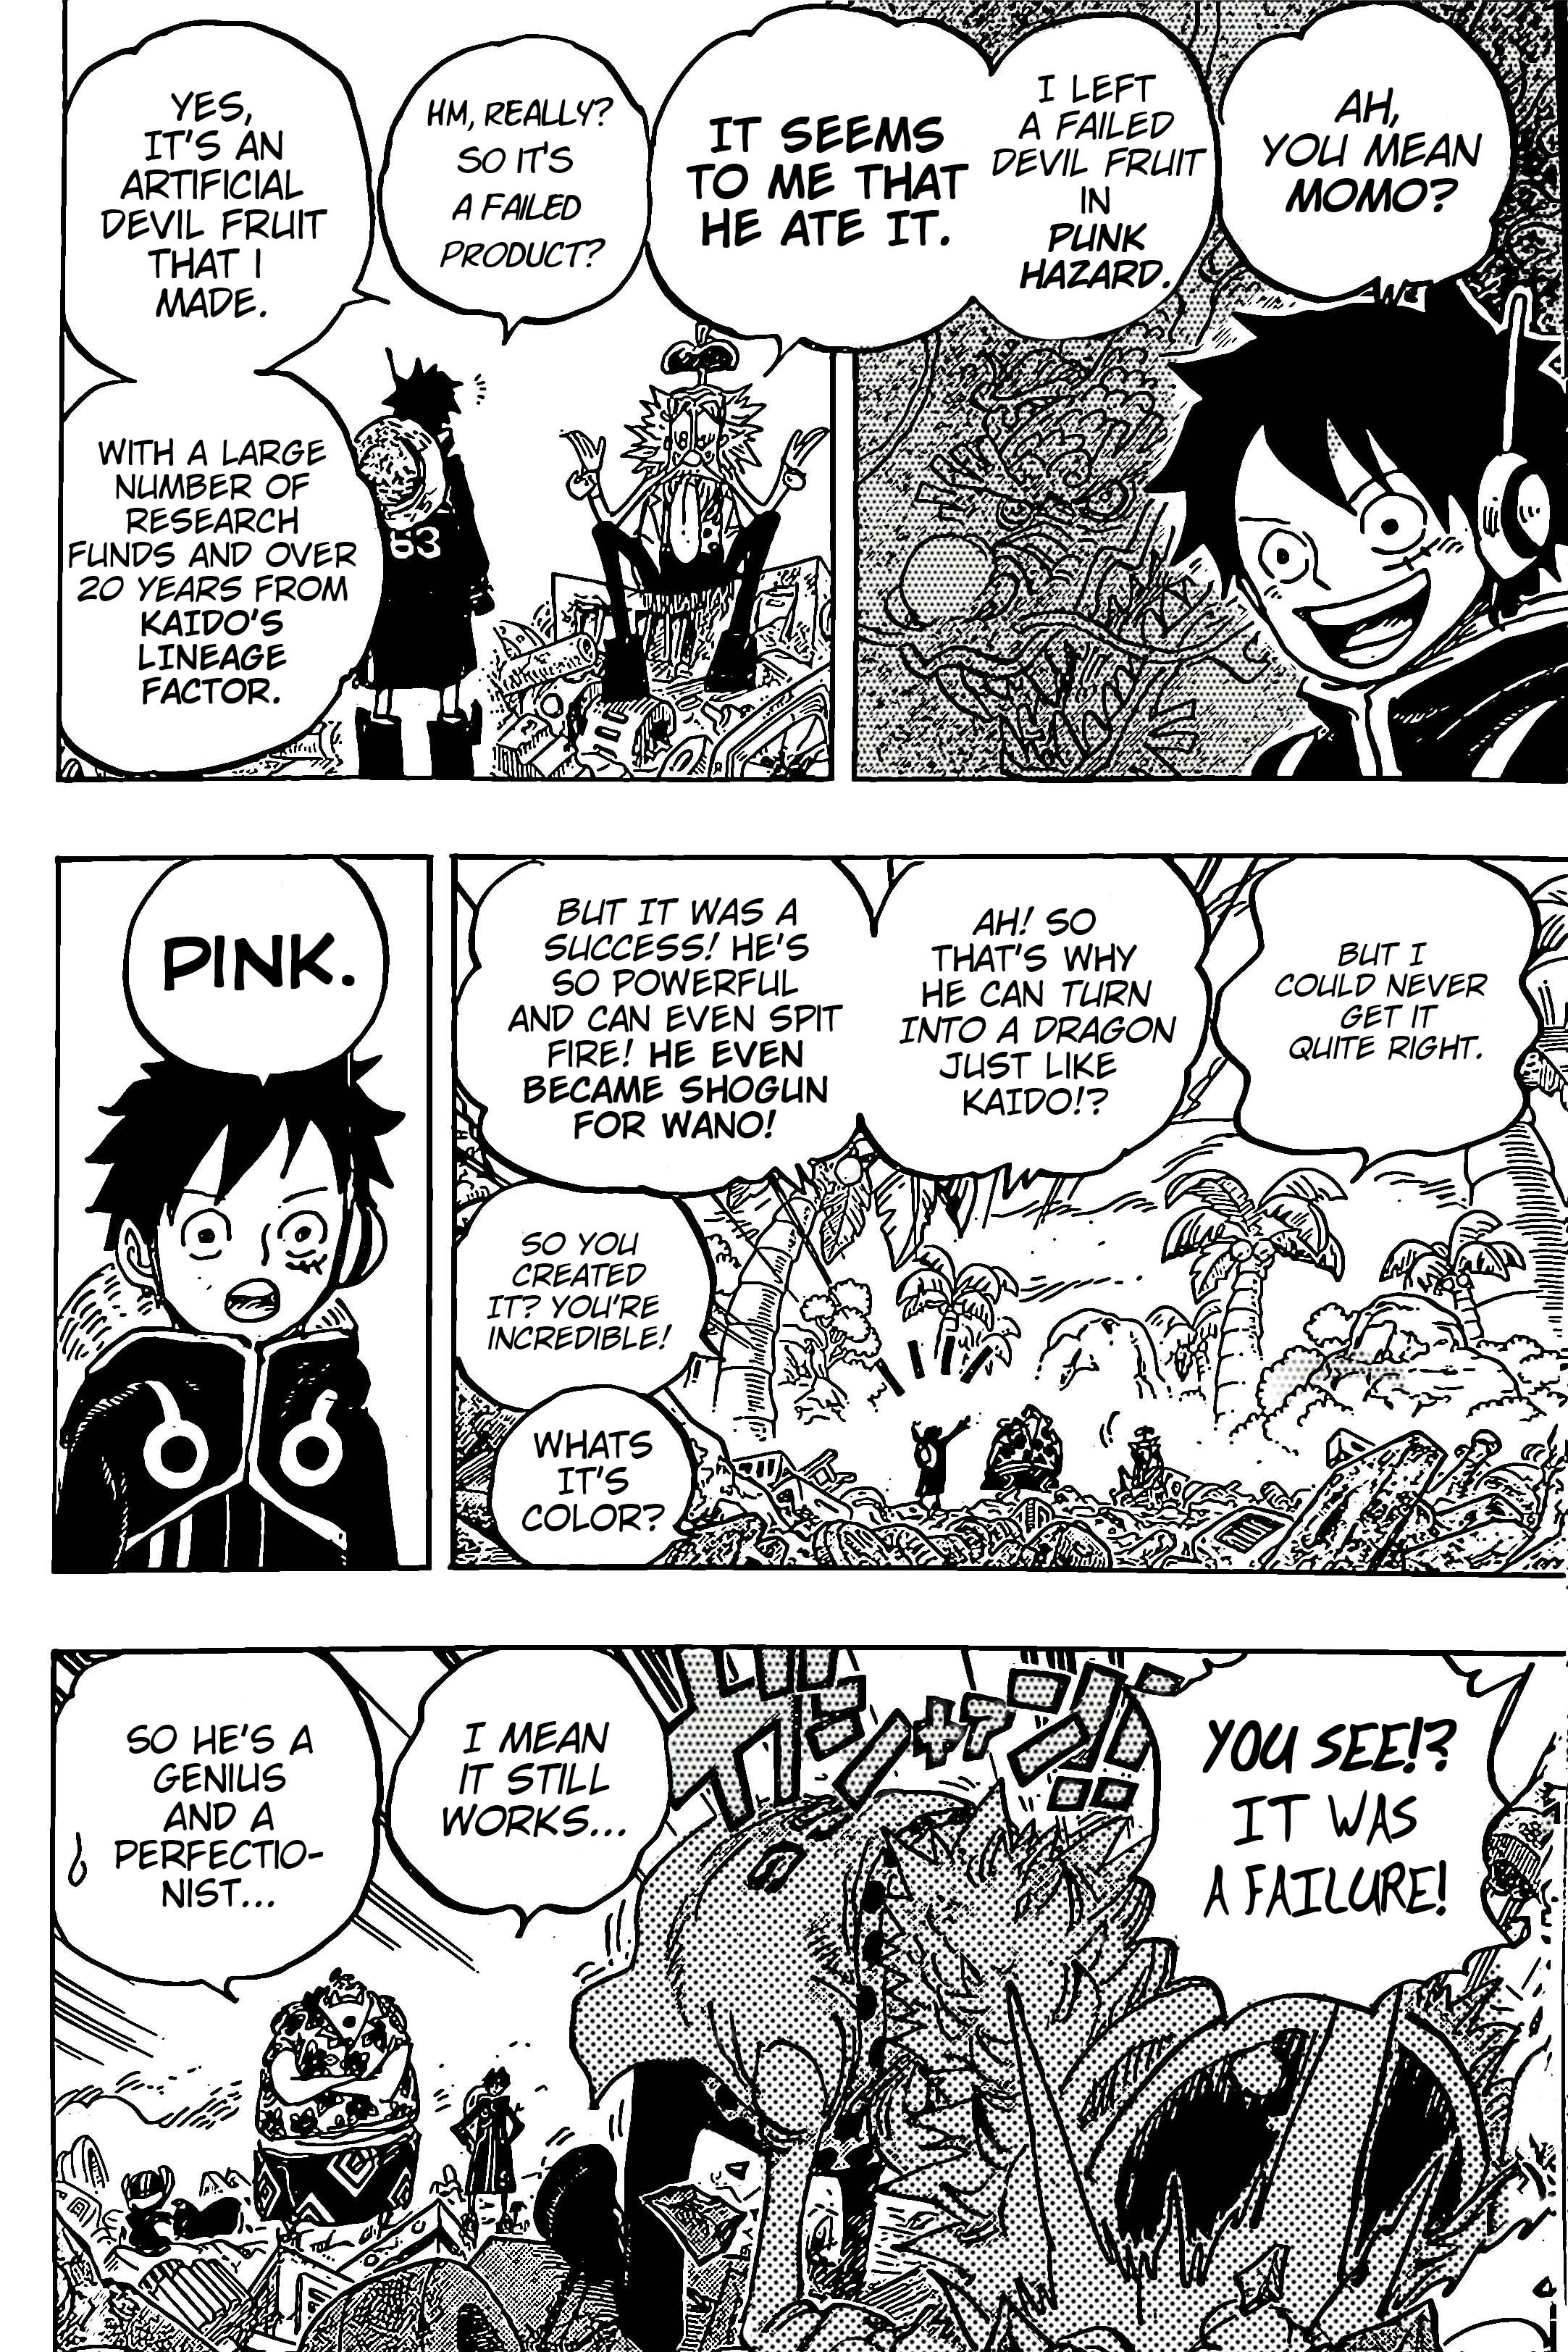 AH,
YOU MEAN
MOMO?
I LEFT
A FAILED
DEVIL FRUIT
IN
PUNK
HAZARD.
IT SEEMS
TO ME THAT
HE ATE IT.
HM, REALLY?
SO IT'S
A FAILED
PRODUCT?
YES,
IT'S AN
ARTIFICIAL
DEVIL FRUIT
THAT I
MADE.
WITH A LARGE
NUMBER OF
RESEARCH
FUNDS AND OVER
20 YEARS FROM
KAIDO'S
LINEAGE
FACTOR.
63
BUT I
COULD NEVER
GET IT
QUITE RIGHT.
AH! SO
THAT'S WHY
HE CAN TURN
INTO A DRAGON
JUST LIKE
KAIDO!?
BUT IT WAS A
SUCCESS! HE'S
SO POWERFUL
AND CAN EVEN SPIT
FIRE! HE EVEN
BECAME SHOGUN
FOR WANO!
SO YOU
CREATED
IT? YOU'RE
INCREDIBLE!
WHATS
IT'S
COLOR?
PINK.
YOU SEE!?
IT WAS
A FAILURE!
I MEAN
IT STILL
WORKS...
SO HE'S A
GENIUS
AND A
PERFECTIO-
NIST...